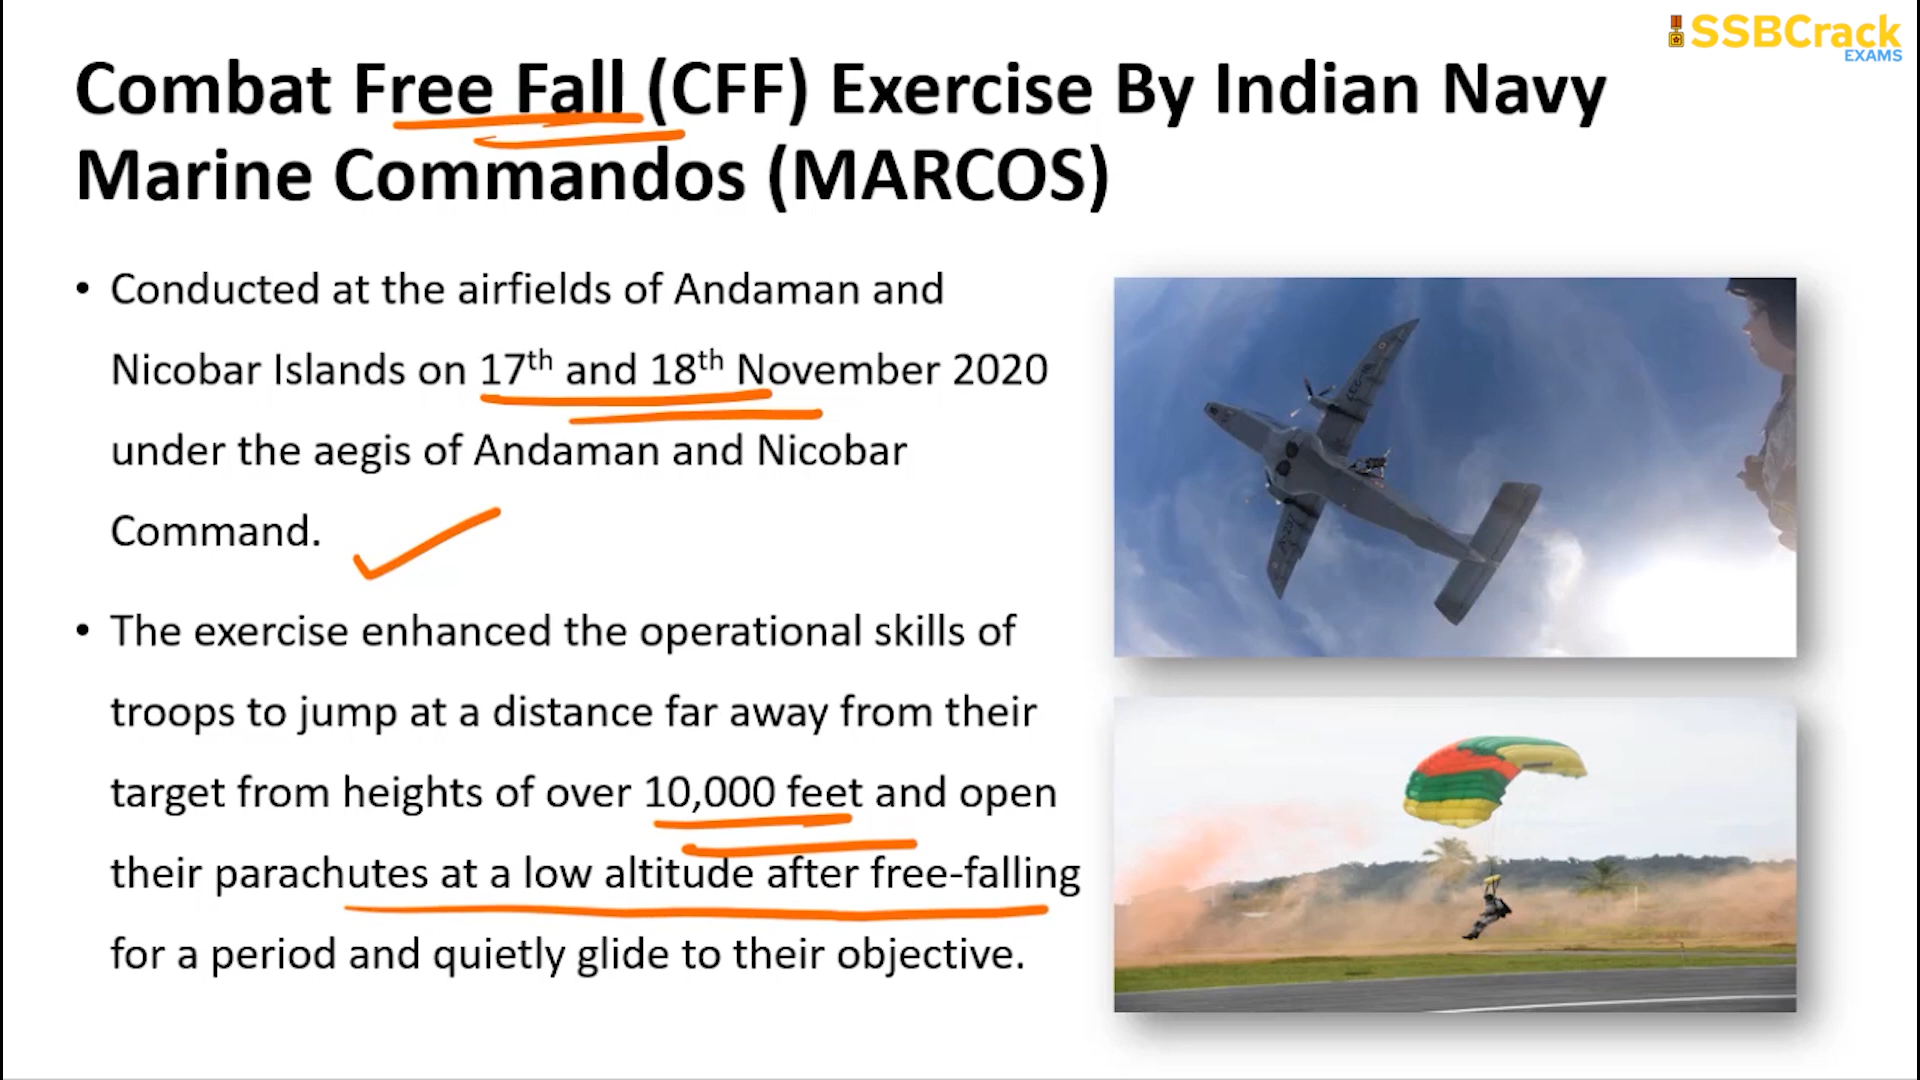 SSBCrack
EXAMS
Combat Free Fall (CFF) Exercise By Indian Navy
Marine Commandos (MARCOS)
• Conducted at the airfields of Andaman and
Nicobar Islands on 17th and 18th November 2020
under the aegis of Andaman and Nicobar
Command.
• The exercise enhanced the operational skills of
troops to jump at a distance far away from their
target from heights of over 10,000 feet and open
their parachutes at a low altitude after free-falling
for a period and quietly glide to their objective.